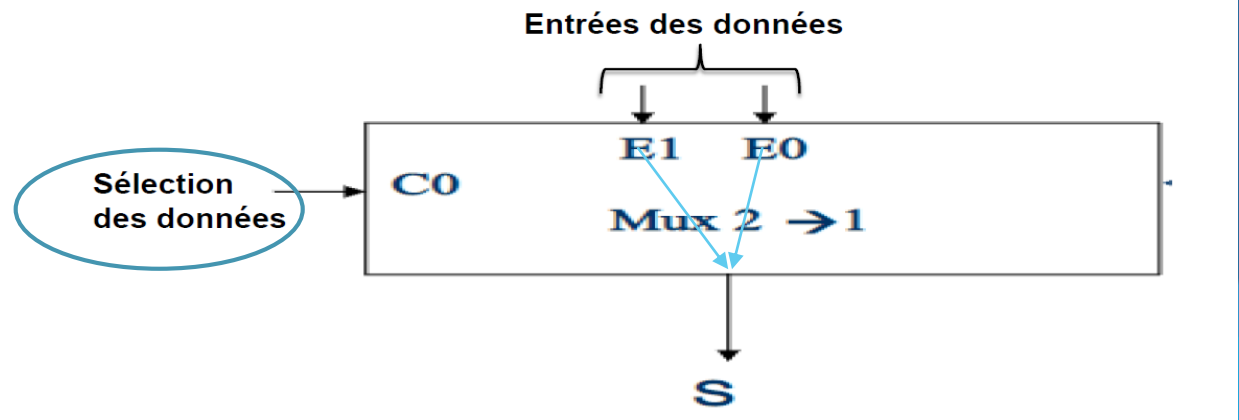 Entrées des données
E1 E0
Sélection
des données
C0
Mux 2 → 1
S